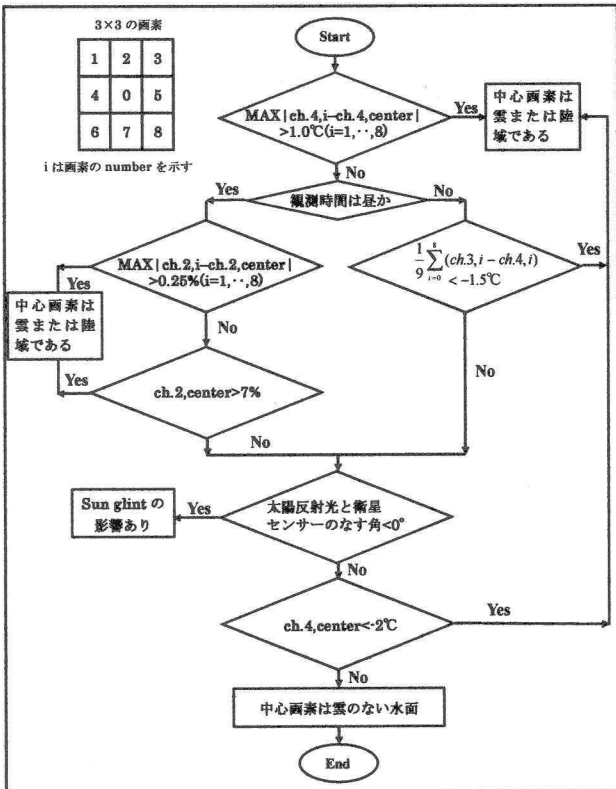 3×3 の画素
1 2 3
4 0 5
6 7 8
i は画素の number を示す
Start
MAX|ch.4,i–ch.4,center|
>1.0℃(i=1,··,8)
Yes
中心画素は
雲または陸
域である
No
観測時間は昼か
Yes
No
MAX|ch.2,i–ch.2,center|
>0.25%(i=1,··,8)
Yes
中心画素は
雲または陸
域である
No
1/9 8∑i=0 (ch.3,i − ch.4,i)
< −1.5℃
Yes
No
ch.2,center>7%
Yes
No
太陽反射光と衛星
センサーのなす角<0°
Yes
Sun glint の
影響あり
No
ch.4,center<-2℃
Yes
No
中心画素は雲のない水面
End